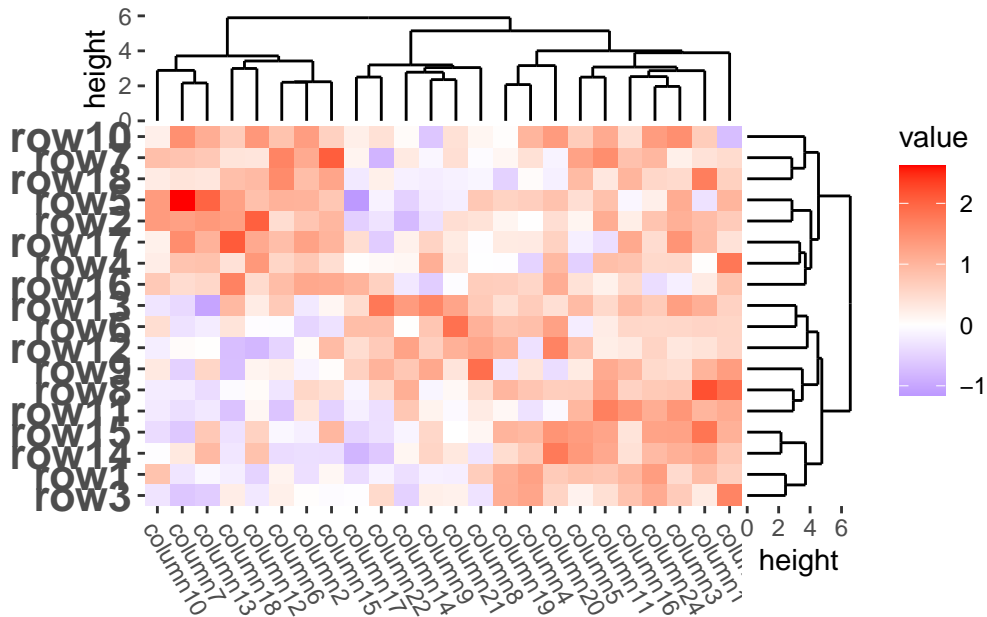 6
4
2
0
height
row10
row7
row18
row5
row2
row17
row4
row16
row13
row6
row12
row9
row8
row11
row15
row14
row1
row3
column10
column7
column13
column18
column12
column6
column2
column15
column17
column22
column14
column9
column21
column8
column19
column4
column20
column5
column11
column16
column24
column3
0 2 4 6
height
value
2
1
0
−1